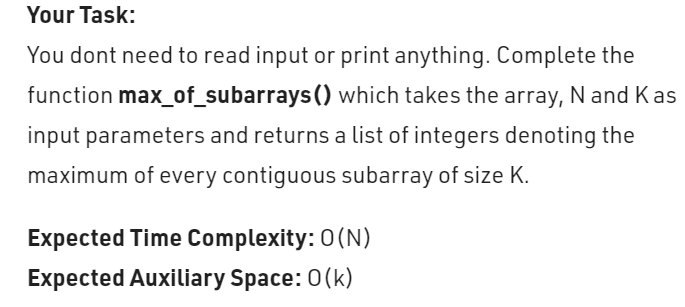 Your Task:
You dont need to read input or print anything. Complete the
function max_of_subarrays() which takes the array, N and K as
input parameters and returns a list of integers denoting the
maximum of every contiguous subarray of size K.
Expected Time Complexity: O(N)
Expected Auxiliary Space: O(k)